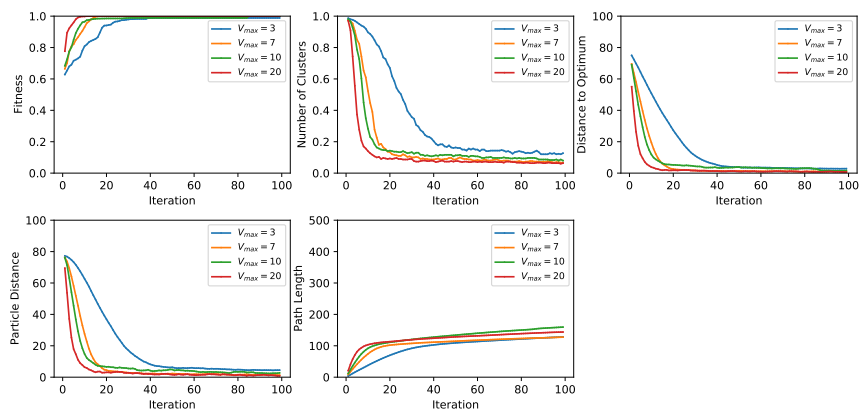 Fitness
1.0
0.8
0.6
0.4
0.2
0.0
0 20 40 60 80 100
Iteration
V_max = 3
V_max = 7
V_max = 10
V_max = 20
Number of Clusters
1.0
0.8
0.6
0.4
0.2
0.0
0 20 40 60 80 100
Iteration
V_max = 3
V_max = 7
V_max = 10
V_max = 20
Distance to Optimum
100
80
60
40
20
0
0 20 40 60 80 100
Iteration
V_max = 3
V_max = 7
V_max = 10
V_max = 20
Particle Distance
100
80
60
40
20
0
0 20 40 60 80 100
Iteration
V_max = 3
V_max = 7
V_max = 10
V_max = 20
Path Length
500
400
300
200
100
0
0 20 40 60 80 100
Iteration
V_max = 3
V_max = 7
V_max = 10
V_max = 20